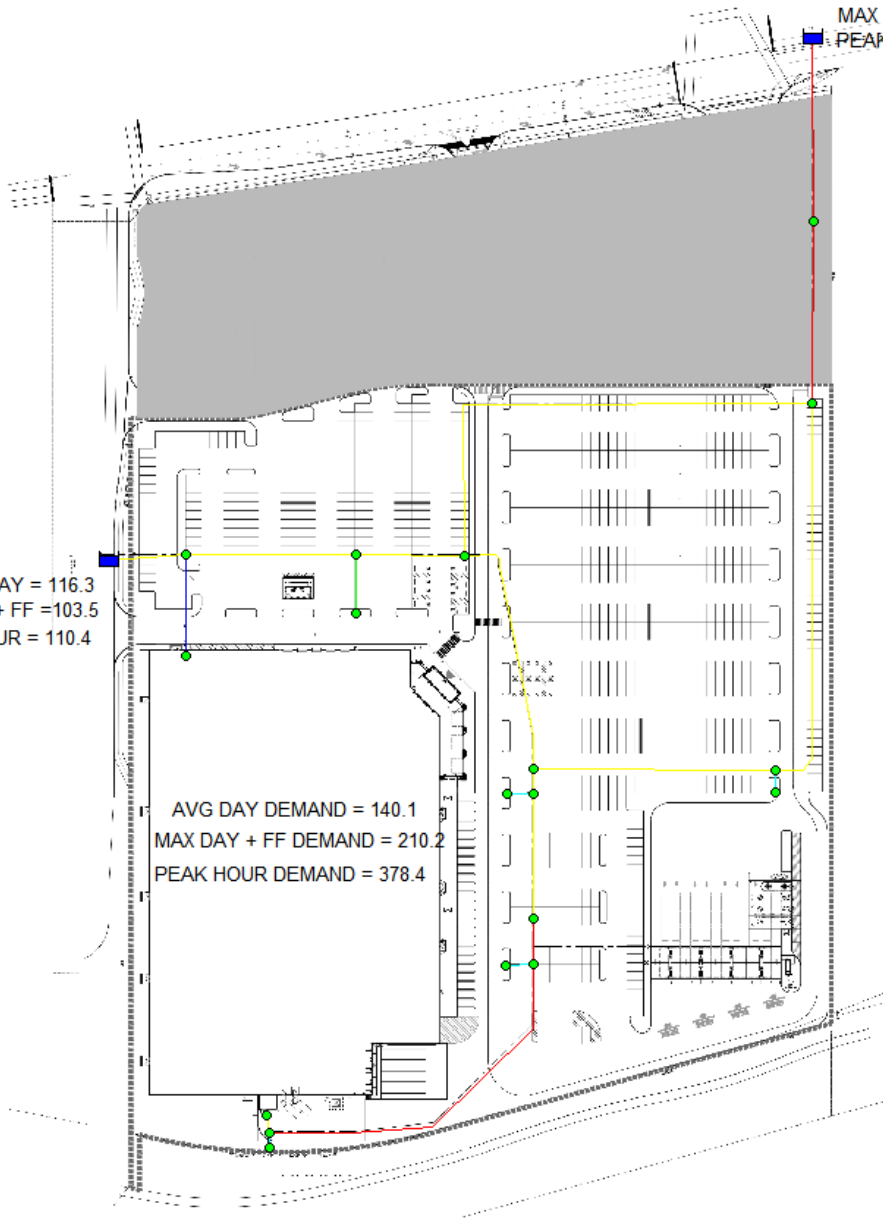 MAX
PEAK
AY = 116.3
+ FF =103.5
UR = 110.4
AVG DAY DEMAND = 140.1
MAX DAY + FF DEMAND = 210.2
PEAK HOUR DEMAND = 378.4